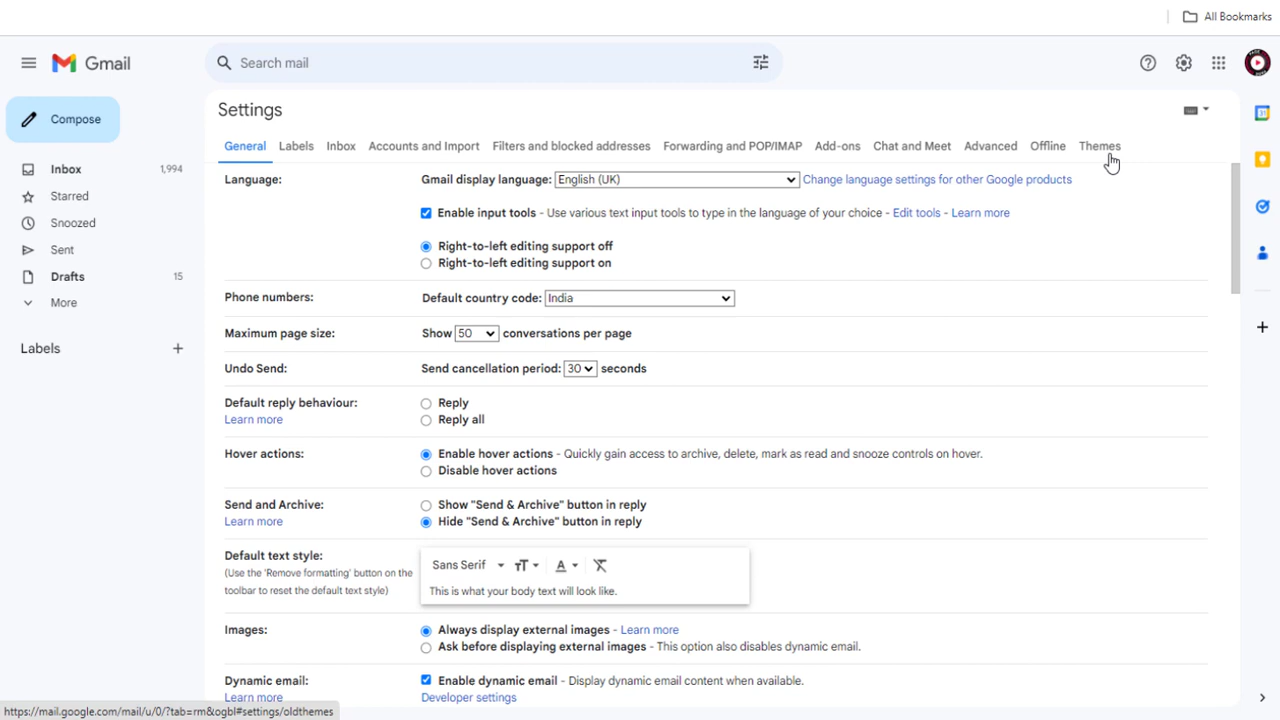 All Bookmarks
Gmail
Search mail
Compose
Inbox 1,994
Starred
Snoozed
Sent
Drafts 15
More
Labels
Settings
General Labels Inbox Accounts and Import Filters and blocked addresses Forwarding and POP/IMAP Add-ons Chat and Meet Advanced Offline Themes
Language: Gmail display language: English (UK) Change language settings for other Google products
Enable input tools - Use various text input tools to type in the language of your choice - Edit tools - Learn more
Right-to-left editing support off
Right-to-left editing support on
Phone numbers: Default country code: India
Maximum page size: Show 50 conversations per page
Undo Send: Send cancellation period: 30 seconds
Default reply behaviour: Reply
Learn more Reply all
Hover actions: Enable hover actions - Quickly gain access to archive, delete, mark as read and snooze controls on hover.
Disable hover actions
Send and Archive: Show "Send & Archive" button in reply
Learn more Hide "Send & Archive" button in reply
Default text style:
(Use the 'Remove formatting' button on the
toolbar to reset the default text style)
Sans Serif
This is what your body text will look like.
Images: Always display external images - Learn more
Ask before displaying external images - This option also disables dynamic email.
Dynamic email: Enable dynamic email - Display dynamic email content when available.
Learn more Developer settings
https://mail.google.com/mail/u/0/?tab=rm&ogbl#settings/oldthemes